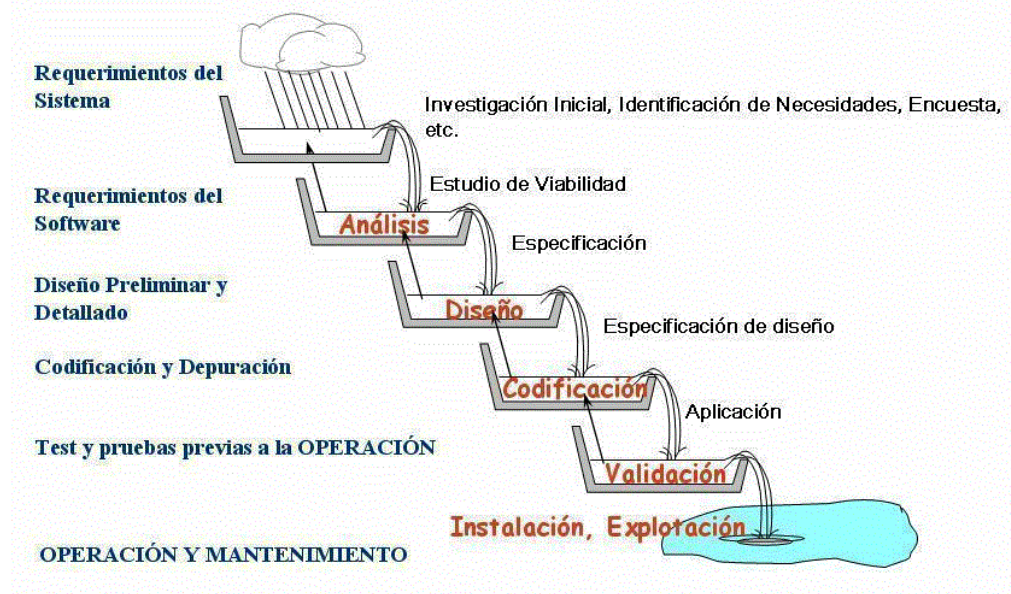 Requerimientos del
Sistema
Investigación Inicial, Identificación de Necesidades, Encuesta,
etc.
Estudio de Viabilidad
Requerimientos del
Software
Análisis
Especificación
Diseño Preliminar y
Detallado
Diseño
Especificación de diseño
Codificación y Depuración
Codificación
Aplicación
Test y pruebas previas a la OPERACIÓN
Validación
Instalación, Explotación
OPERACIÓN Y MANTENIMIENTO